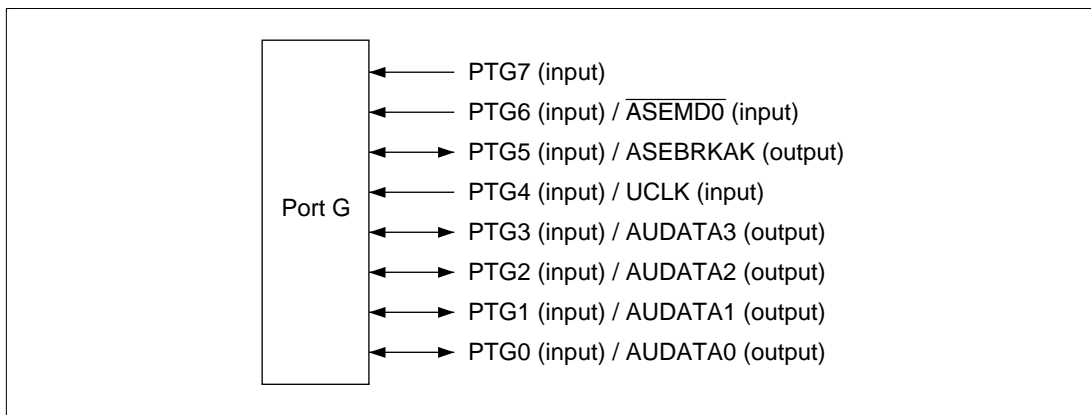 Port G
PTG7 (input)
PTG6 (input) / A̅S̅E̅M̅D̅0̅ (input)
PTG5 (input) / ASEBRKAK (output)
PTG4 (input) / UCLK (input)
PTG3 (input) / AUDATA3 (output)
PTG2 (input) / AUDATA2 (output)
PTG1 (input) / AUDATA1 (output)
PTG0 (input) / AUDATA0 (output)